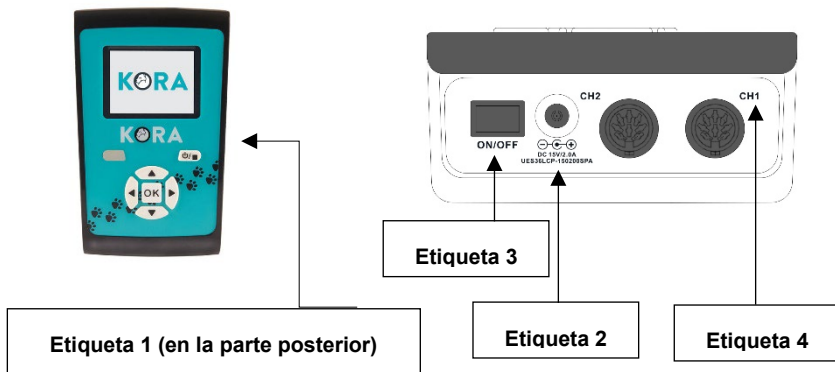 KORA
KORA
OK
CH2
CH1
ON/OFF
DC 15V/2.0A
UES36LCP-150200SPA
Etiqueta 3
Etiqueta 1 (en la parte posterior)
Etiqueta 2
Etiqueta 4